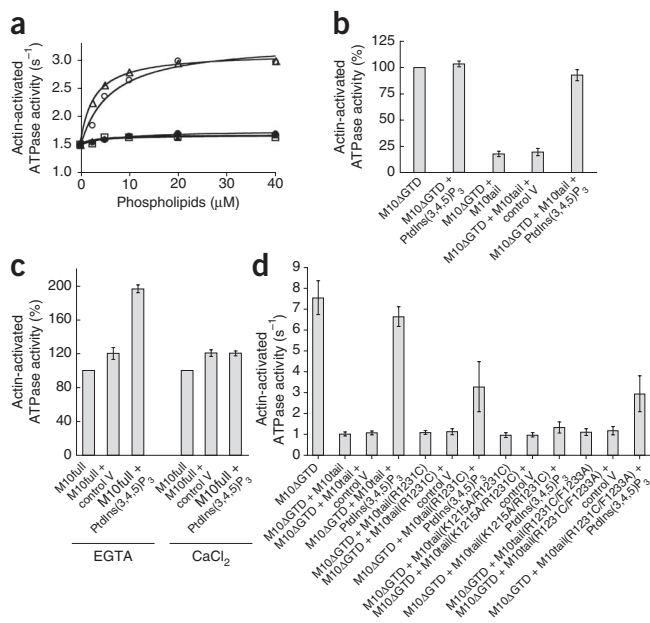 a
Actin-activated
ATPase activity (s⁻¹)
3.0
2.5
2.0
1.5
1.0
0
10
20
30
40
Phospholipids (μM)
b
Actin-activated
ATPase activity (%)
125
100
75
50
25
0
M10ΔGTD
M10ΔGTD +
PtdIns(3,4,5)P₃
M10ΔGTD +
M10tail
M10ΔGTD + M10tail +
control V
M10ΔGTD + M10tail +
PtdIns(3,4,5)P₃
c
Actin-activated
ATPase activity (%)
200
160
120
80
40
0
M10full
M10full +
control V
M10full +
PtdIns(3,4,5)P₃
M10full
M10full +
control V
M10full +
PtdIns(3,4,5)P₃
EGTA
CaCl₂
d
Actin-activated
ATPase activity (s⁻¹)
9
8
7
6
5
4
3
2
1
0
M10ΔGTD
M10ΔGTD + M10tail
M10ΔGTD + M10tail +
control V
M10ΔGTD + M10tail +
PtdIns(3,4,5)P₃
M10ΔGTD + M10tail(R1231C)
M10ΔGTD + M10tail(R1231C) +
control V
M10ΔGTD + M10tail(R1231C) +
PtdIns(3,4,5)P₃
M10ΔGTD + M10tail(K1215A/R1231C)
M10ΔGTD + M10tail(K1215A/R1231C) +
control V
M10ΔGTD + M10tail(K1215A/R1231C) +
PtdIns(3,4,5)P₃
M10ΔGTD + M10tail(R1231C/F1233A)
M10ΔGTD + M10tail(R1231C/F1233A) +
control V
M10ΔGTD + M10tail(R1231C/F1233A) +
PtdIns(3,4,5)P₃